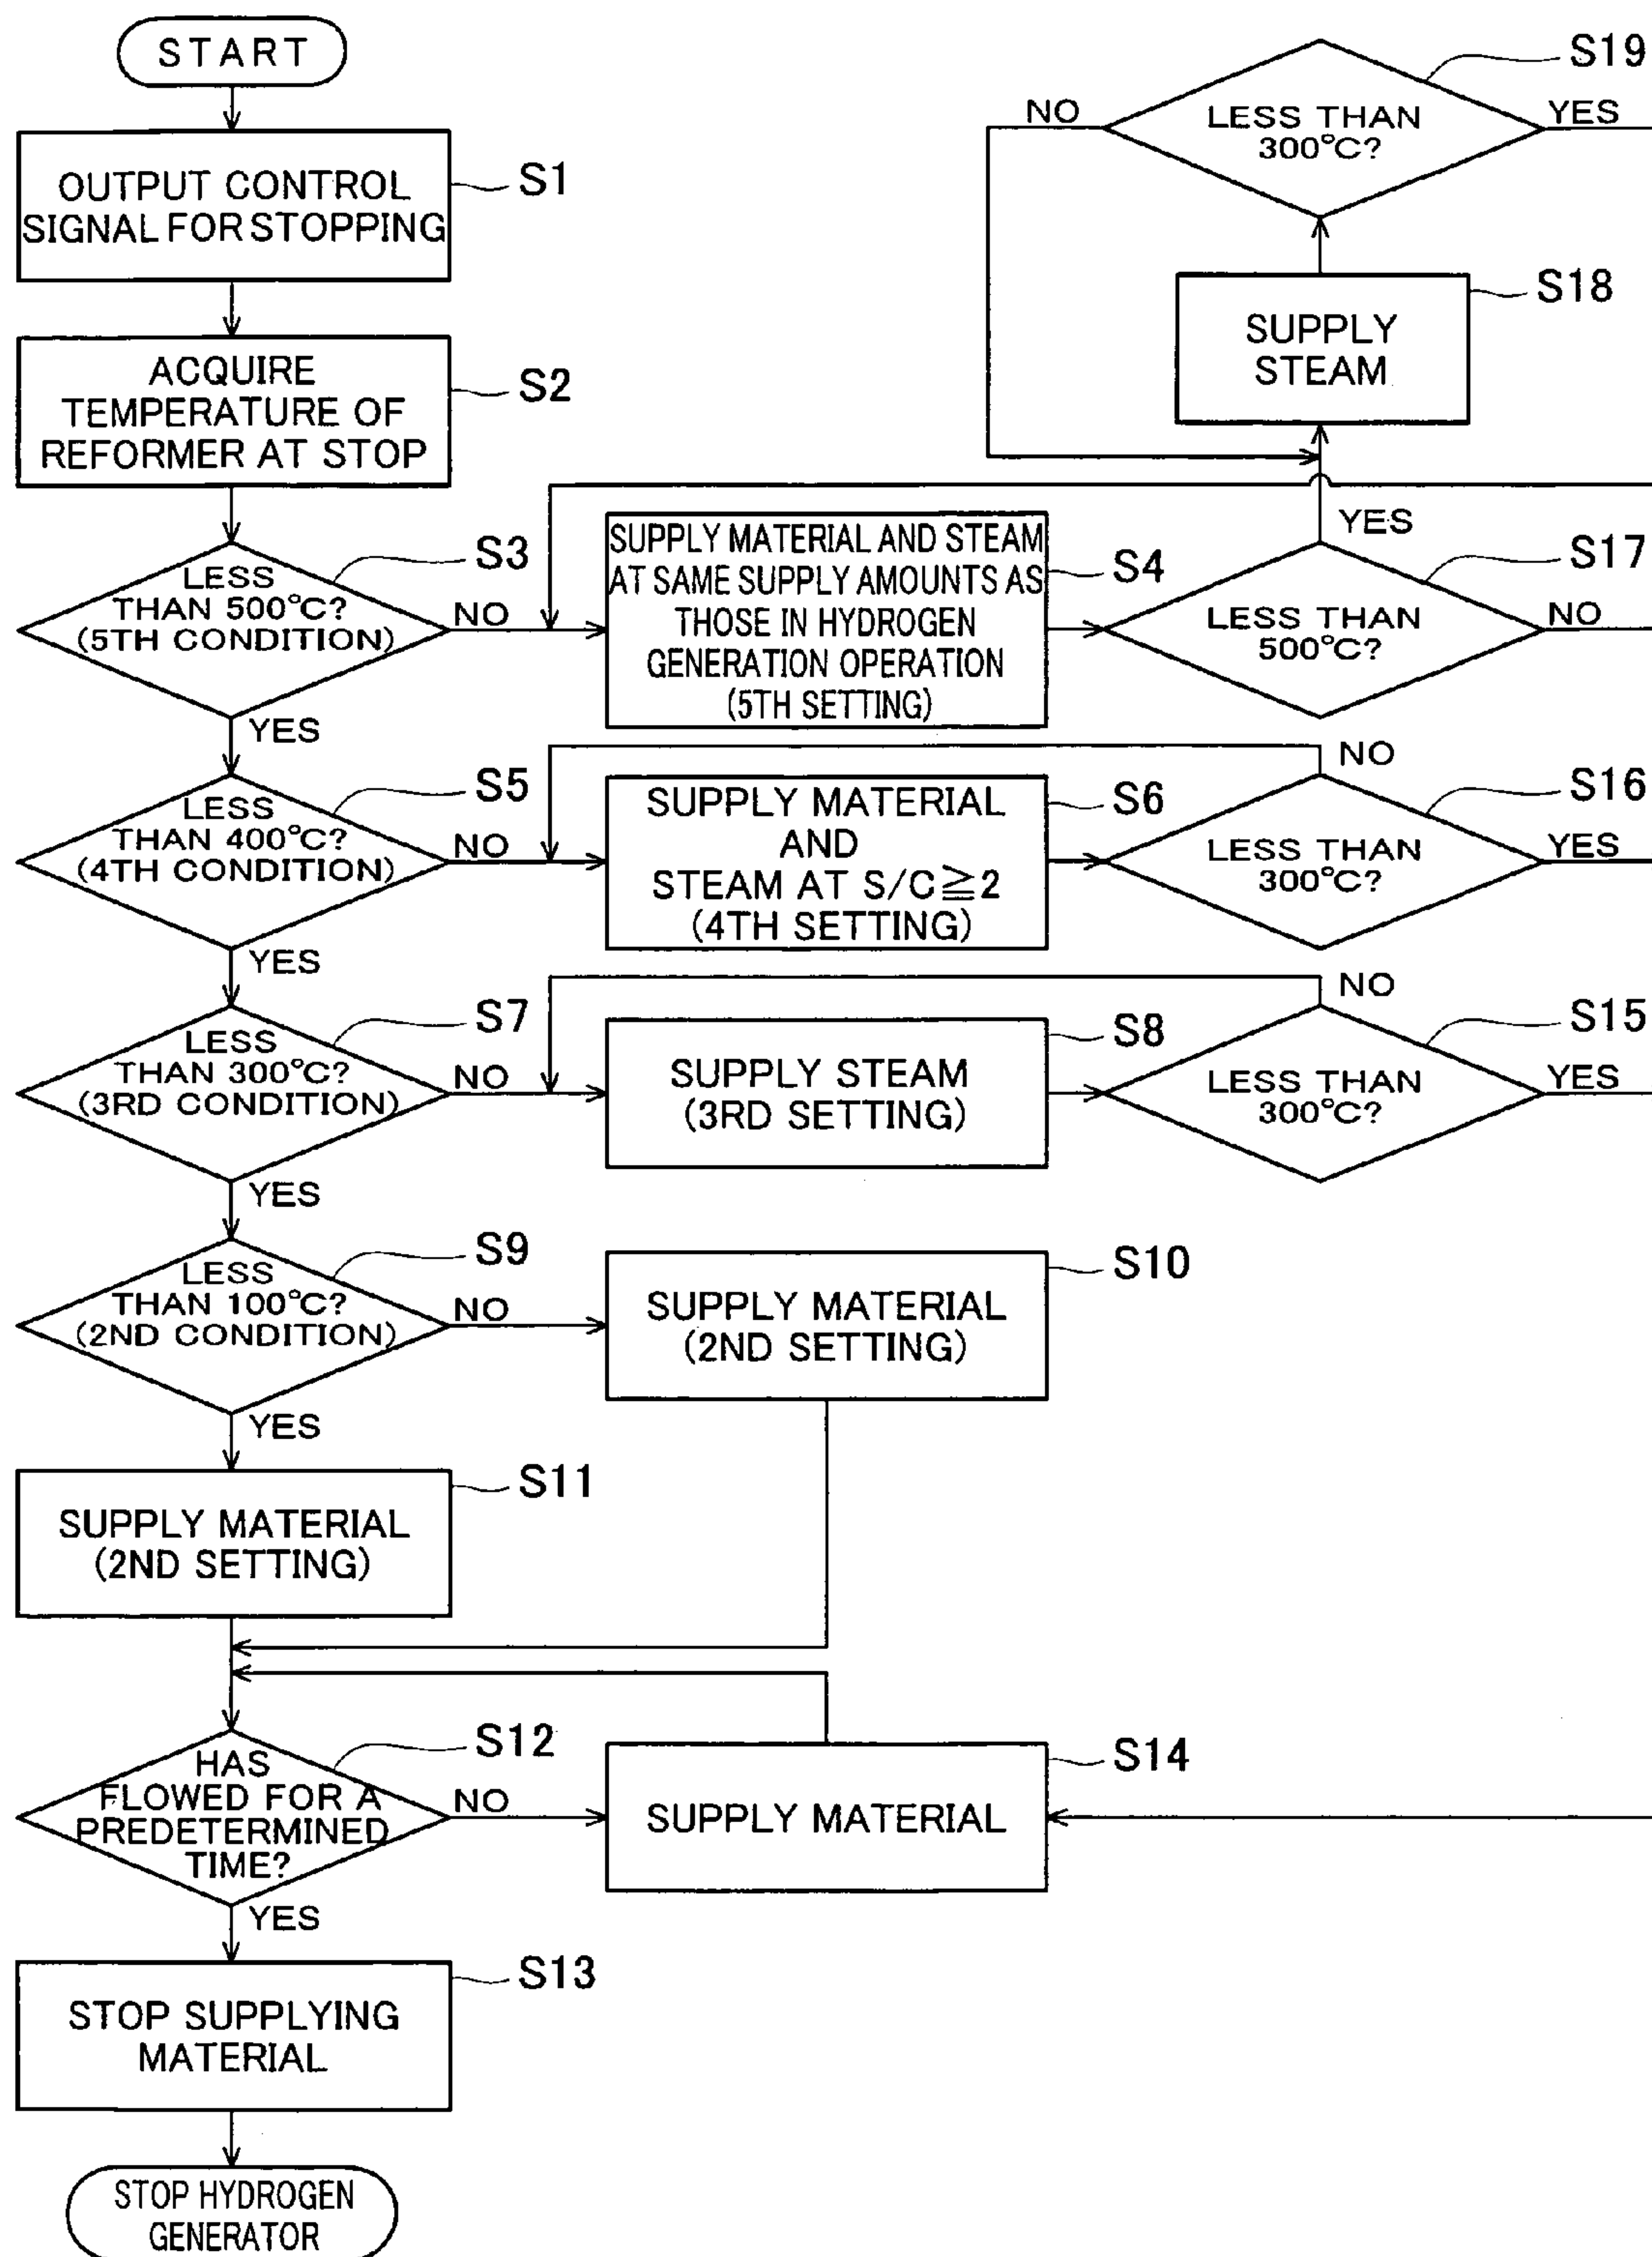 START
OUTPUT CONTROL
SIGNAL FOR STOPPING
S1
ACQUIRE
TEMPERATURE OF
REFORMER AT STOP
S2
LESS
THAN 500°C?
(5TH CONDITION)
S3
NO
YES
SUPPLY MATERIAL AND STEAM
AT SAME SUPPLY AMOUNTS AS
THOSE IN HYDROGEN
GENERATION OPERATION
(5TH SETTING)
S4
LESS THAN
500°C?
S17
YES
NO
SUPPLY
STEAM
S18
LESS THAN
300°C?
S19
NO
YES
LESS
THAN 400°C?
(4TH CONDITION)
S5
NO
YES
SUPPLY MATERIAL
AND
STEAM AT S/C≧2
(4TH SETTING)
S6
LESS THAN
300°C?
S16
NO
YES
LESS
THAN 300°C?
(3RD CONDITION)
S7
NO
YES
SUPPLY STEAM
(3RD SETTING)
S8
LESS THAN
300°C?
S15
NO
YES
LESS
THAN 100°C?
(2ND CONDITION)
S9
NO
YES
SUPPLY MATERIAL
(2ND SETTING)
S10
SUPPLY MATERIAL
(2ND SETTING)
S11
HAS
FLOWED FOR A
PREDETERMINED
TIME?
S12
NO
YES
SUPPLY MATERIAL
S14
STOP SUPPLYING
MATERIAL
S13
STOP HYDROGEN
GENERATOR